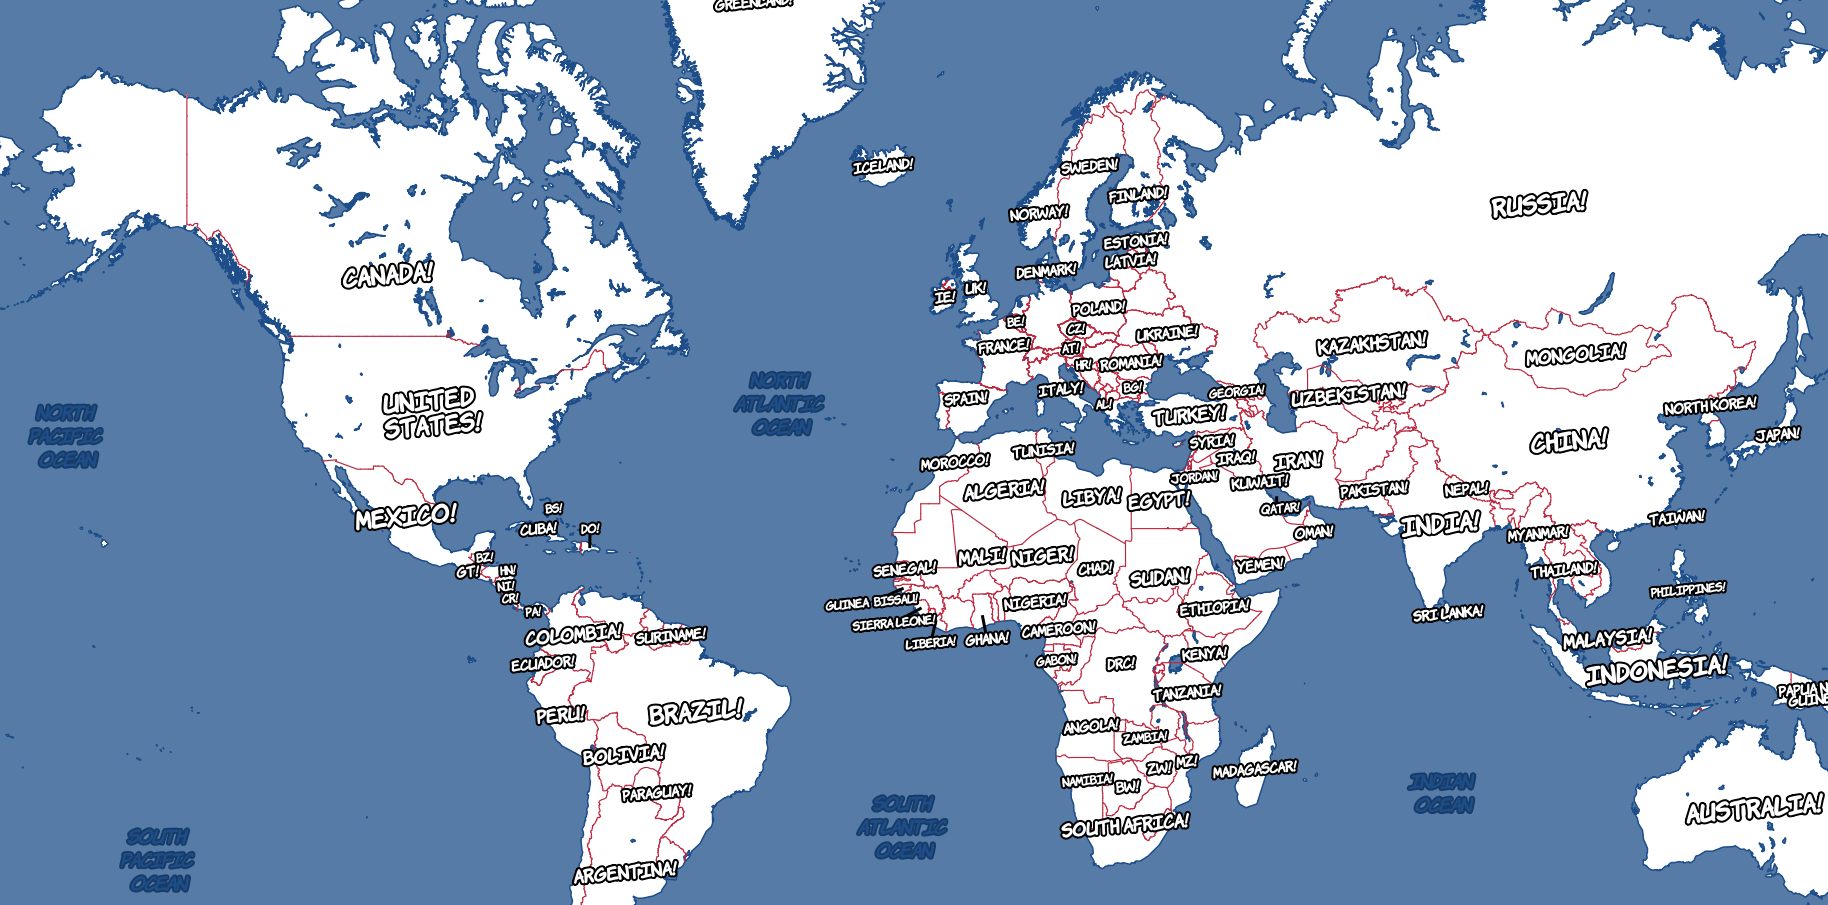 GREENLAND!
ICELAND!
SWEDEN!
FINLAND!
NORWAY!
RUSSIA!
ESTONIA!
LATVIA!
DENMARK!
CANADA!
IE!
UK!
POLAND!
BE!
CZ!
UKRAINE!
FRANCE!
AT!
KAZAKHSTAN!
MONGOLIA!
HR!
ROMANIA!
ITALY!
BG!
GEORGIA!
UZBEKISTAN!
NORTH
ATLANTIC
OCEAN
UNITED
STATES!
SPAIN!
AL!
TURKEY!
NORTH KOREA!
NORTH
PACIFIC
OCEAN
SYRIA!
CHINA!
JAPAN!
MOROCCO!
TUNISIA!
IRAQ!
IRAN!
JORDAN!
KUWAIT!
ALGERIA!
LIBYA!
EGYPT!
PAKISTAN!
NEPAL!
QATAR!
MEXICO!
BS!
CUBA!
DO!
OMAN!
INDIA!
MYANMAR!
TAIWAN!
BZ!
GT!
HN!
NI!
CR!
PA!
SENEGAL!
MALI!
NIGER!
CHAD!
SUDAN!
YEMEN!
THAILAND!
GUINEA BISSAU!
NIGERIA!
ETHIOPIA!
SRI LANKA!
PHILIPPINES!
SIERRA LEONE!
LIBERIA!
GHANA!
CAMEROON!
COLOMBIA!
SURINAME!
MALAYSIA!
ECUADOR!
GABON!
DRC!
KENYA!
INDONESIA!
TANZANIA!
PAPUA N
GUINE
PERU!
BRAZIL!
ANGOLA!
ZAMBIA!
BOLIVIA!
NAMIBIA!
BW!
ZW!
MZ!
MADAGASCAR!
INDIAN
OCEAN
PARAGUAY!
SOUTH
ATLANTIC
OCEAN
SOUTH AFRICA!
AUSTRALIA!
SOUTH
PACIFIC
OCEAN
ARGENTINA!